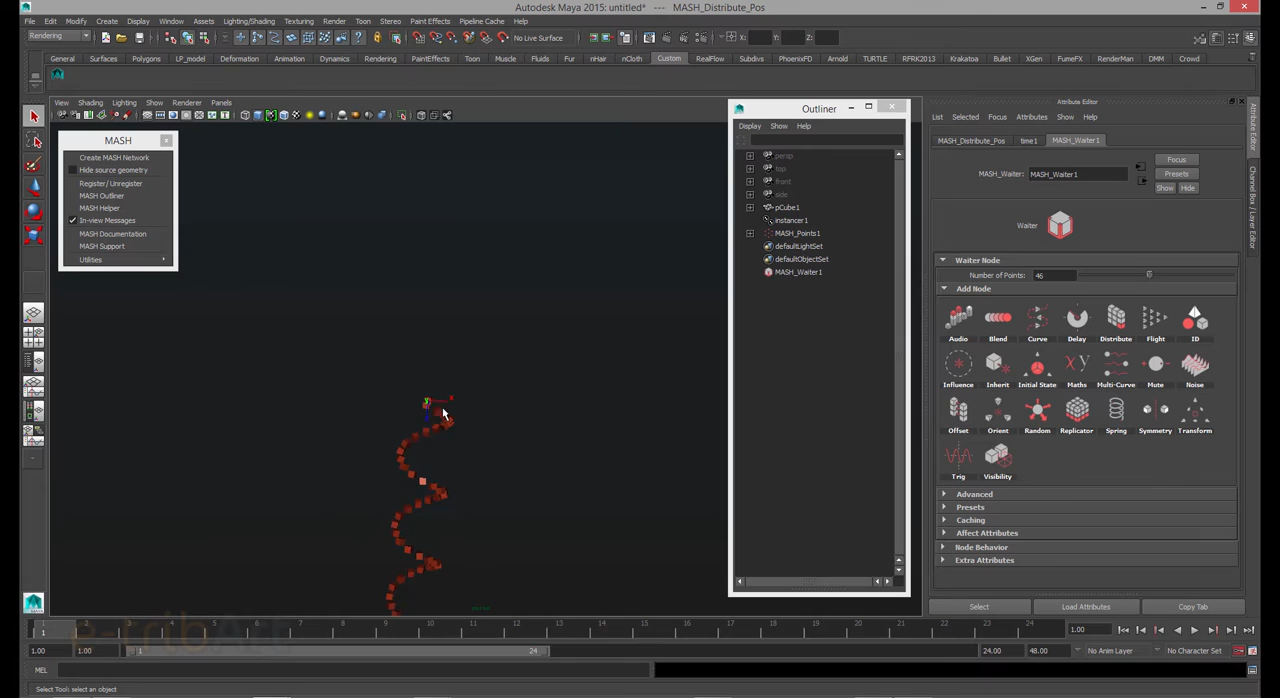 Autodesk Maya 2015: untitled*   ---   MASH_Distribute_Pos
File Edit Modify Create Display Window Assets Lighting/Shading Texturing Render Toon Stereo Paint Effects Pipeline Cache Help
Rendering No Live Surface X: Y: Z:
General Surfaces Polygons LP_model Deformation Animation Dynamics Rendering PaintEffects Toon Muscle Fluids Fur nHair nCloth Custom RealFlow Subdivs PhoenixFD Arnold TURTLE RFRK2013 Krakatoa Bullet XGen FumeFX RenderMan DMM Crowd
View Shading Lighting Show Renderer Panels
MASH
Create MASH Network
Hide source geometry
Register/ Unregister
MASH Outliner
MASH Helper
In-view Messages
MASH Documentation
MASH Support
Utilities
Outliner
Display Show Help
persp
top
front
side
pCube1
instancer1
MASH_Points1
defaultLightSet
defaultObjectSet
MASH_Waiter1
Attribute Editor
List Selected Focus Attributes Show Help
MASH_Distribute_Pos time1 MASH_Waiter1
MASH_Waiter: MASH_Waiter1
Focus
Presets
Show Hide
Waiter
Waiter Node
Number of Points: 46
Add Node
Audio Blend Curve Delay Distribute Flight ID
Influence Inherit Initial State Maths Multi-Curve Mute Noise
Offset Orient Random Replicator Spring Symmetry Transform
Trig Visibility
Advanced
Presets
Caching
Affect Attributes
Node Behavior
Extra Attributes
Select Load Attributes Copy Tab
Attribute Editor
Channel Box / Layer Editor
1 2 3 4 5 6 7 8 9 10 11 12 13 14 15 16 17 18 19 20 21 22 23 24
1 1.00
e-tribArt
1.00 1.00 1 24 24.00 48.00 No Anim Layer No Character Set
MEL
Select Tool: select an object